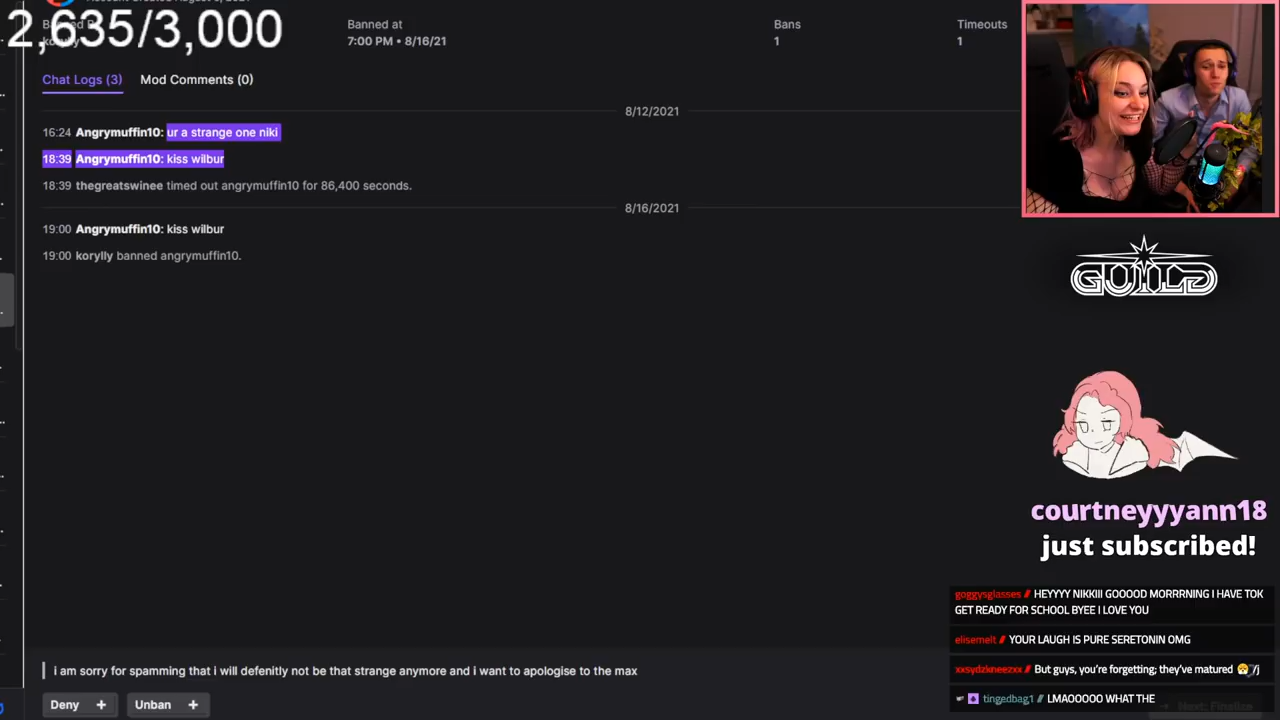 2,635/3,000
Banned at
Bans
Timeouts
7:00 PM • 8/16/21
1
1
Chat Logs (3)
Mod Comments (0)
8/12/2021
16:24 Angrymuffin10: ur a strange one niki
18:39 Angrymuffin10: kiss wilbur
18:39 thegreatswinee timed out angrymuffin10 for 86,400 seconds.
8/16/2021
19:00 Angrymuffin10: kiss wilbur
19:00 korylly banned angrymuffin10.
GUILD
courtneyyyann18
just subscribed!
goggysglasses // HEYYYY NIKKIII GOOOOD MORRRNING I HAVE TOK
GET READY FOR SCHOOL BYEE I LOVE YOU
elisemelt // YOUR LAUGH IS PURE SERETONIN OMG
xxsydzkneezxx // But guys, you're forgetting; they've matured /j
tingedbag1 // LMAOOOOO WHAT THE
i am sorry for spamming that i will defenitly not be that strange anymore and i want to apologise to the max
Deny +
Unban +
Next: Finalise